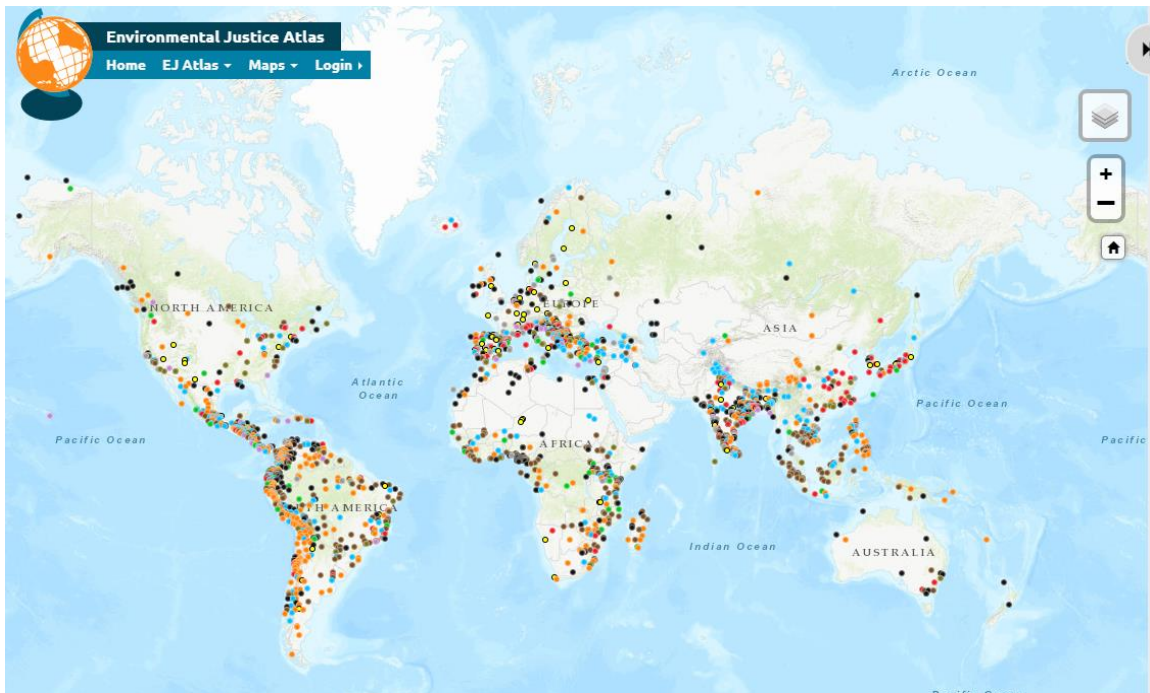 Environmental Justice Atlas
Home EJ Atlas Maps Login
Arctic Ocean
NORTH AMERICA
EUROPE
ASIA
Atlantic
Ocean
Pacific Ocean
Pacific Ocean
Pacific
AFRICA
SOUTH AMERICA
Indian Ocean
AUSTRALIA